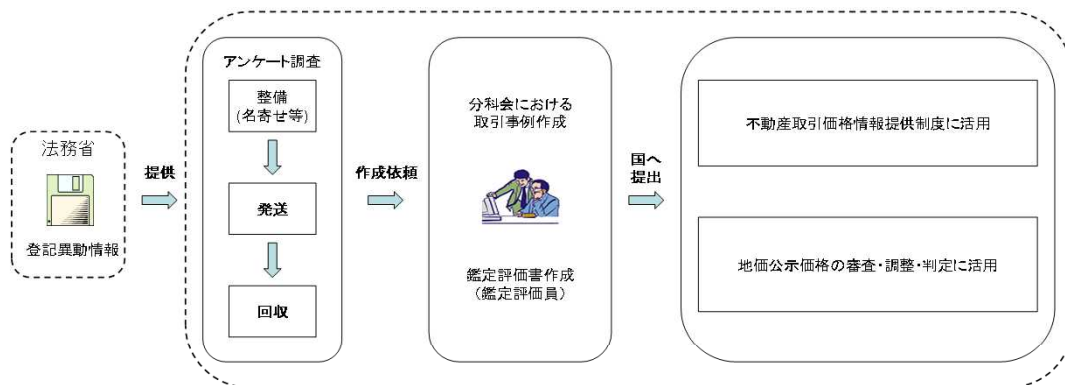 法務省
登記異動情報
提供
アンケート調査
整備
(名寄せ等)
発送
回収
作成依頼
分科会における
取引事例作成
鑑定評価書作成
(鑑定評価員)
国へ
提出
不動産取引価格情報提供制度に活用
地価公示価格の審査・調整・判定に活用